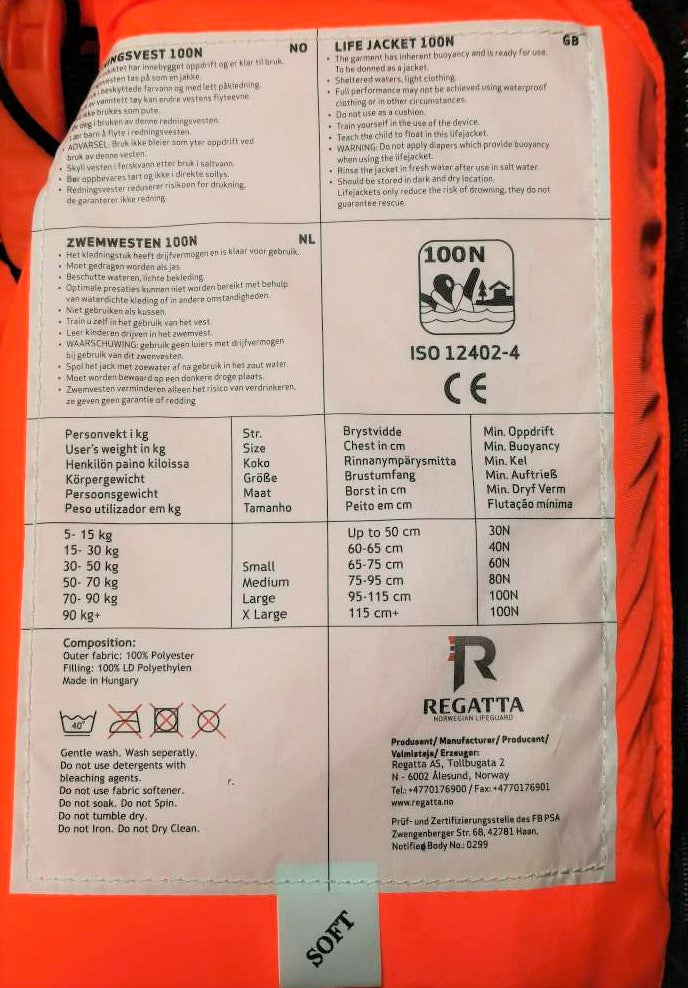 NINGSVEST 100N NO
ktet har innebygget oppdrift og er klar til bruk.
vesten tas på som en jakke.
beskyttede farvann og med lett påkledning.
v vanntett tøy kan endre vestens flyteevne.
kke brukes som pute.
deg i bruken av denne redningsvesten.
Lær barn å flyte i redningsvesten.
• ADVARSEL: Bruk ikke bleier som yter oppdrift ved
bruk av denne vesten.
• Skyll vesten i ferskvann etter bruk i saltvann.
• Bør oppbevares tørt og ikke i direkte sollys.
• Redningsvester reduserer risikoen for drukning,
de garanterer ikke redning.
LIFE JACKET 100N GB
• The garment has inherent buoyancy and is ready for use.
To be donned as a jacket.
• Sheltered waters, light clothing.
• Full performance may not be achieved using waterproof
clothing or in other circumstances.
• Do not use as a cushion.
• Train yourself in the use of the device.
• Teach the child to float in this lifejacket.
• WARNING: Do not apply diapers which provide buoyancy
when using the lifejacket.
• Rinse the jacket in fresh water after use in salt water.
• Should be stored in dark and dry location.
Lifejackets only reduce the risk of drowning, they do not
guarantee rescue.
ZWEMWESTEN 100N NL
• Het kledningstuk heeft drijfvermogen en is klaar voor gebruik.
• Moet gedragen worden als jas.
• Beschutte wateren, lichte bekleding.
• Optimale presaties kunnen niet worden bereikt met behulp
van waterdichte kleding of in andere omstandigheden.
• Niet gebruiken als kussen.
• Train u zelf in het gebruik van het vest.
• Leer kinderen drijven in het zwemvest.
• WAARSCHUWING: gebruik geen luiers met drijfvermogen
bij gebruik van dit zwemvesten.
• Spol het jack met zoewater af na gebruik in het zout water.
• Moet worden bewaard op een donkere droge plaats.
• Zwemvesten verminderen alleen het risico van verdrinkeren,
ze geven geen garantie of redding
100N
ISO 12402-4
CE
Personvekt i kg Str. Brystvidde Min. Oppdrift
User's weight in kg Size Chest in cm Min. Buoyancy
Henkilön paino kiloissa Koko Rinnanympärysmitta Min. Kel
Körpergewicht Größe Brustumfang Min. Auftrieß
Persoonsgewicht Maat Borst in cm Min. Dryf Verm
Peso utilizador em kg Tamanho Peito em cm Flutação mínima
5- 15 kg Up to 50 cm 30N
15- 30 kg 60-65 cm 40N
30- 50 kg Small 65-75 cm 60N
50- 70 kg Medium 75-95 cm 80N
70- 90 kg Large 95-115 cm 100N
90 kg+ X Large 115 cm+ 100N
Composition:
Outer fabric: 100% Polyester
Filling: 100% LD Polyethylen
Made in Hungary
40°
Gentle wash. Wash seperatly.
Do not use detergents with
bleaching agents.
Do not use fabric softener.
Do not soak. Do not Spin.
Do not tumble dry.
Do not Iron. Do not Dry Clean.
r.
R
REGATTA
NORWEGIAN LIFEGUARD
Produsent/ Manufacturer/ Producent/
Valmistaja/ Erzeuger:
Regatta AS, Tollbugata 2
N - 6002 Ålesund, Norway
Tel.: +4770176900 / Fax: +4770176901
www.regatta.no
Prüf- und Zertifizierungsstelle des FB PSA
Zwengenberger Str. 68, 42781 Haan,
Notified Body No.: 0299
SOFT